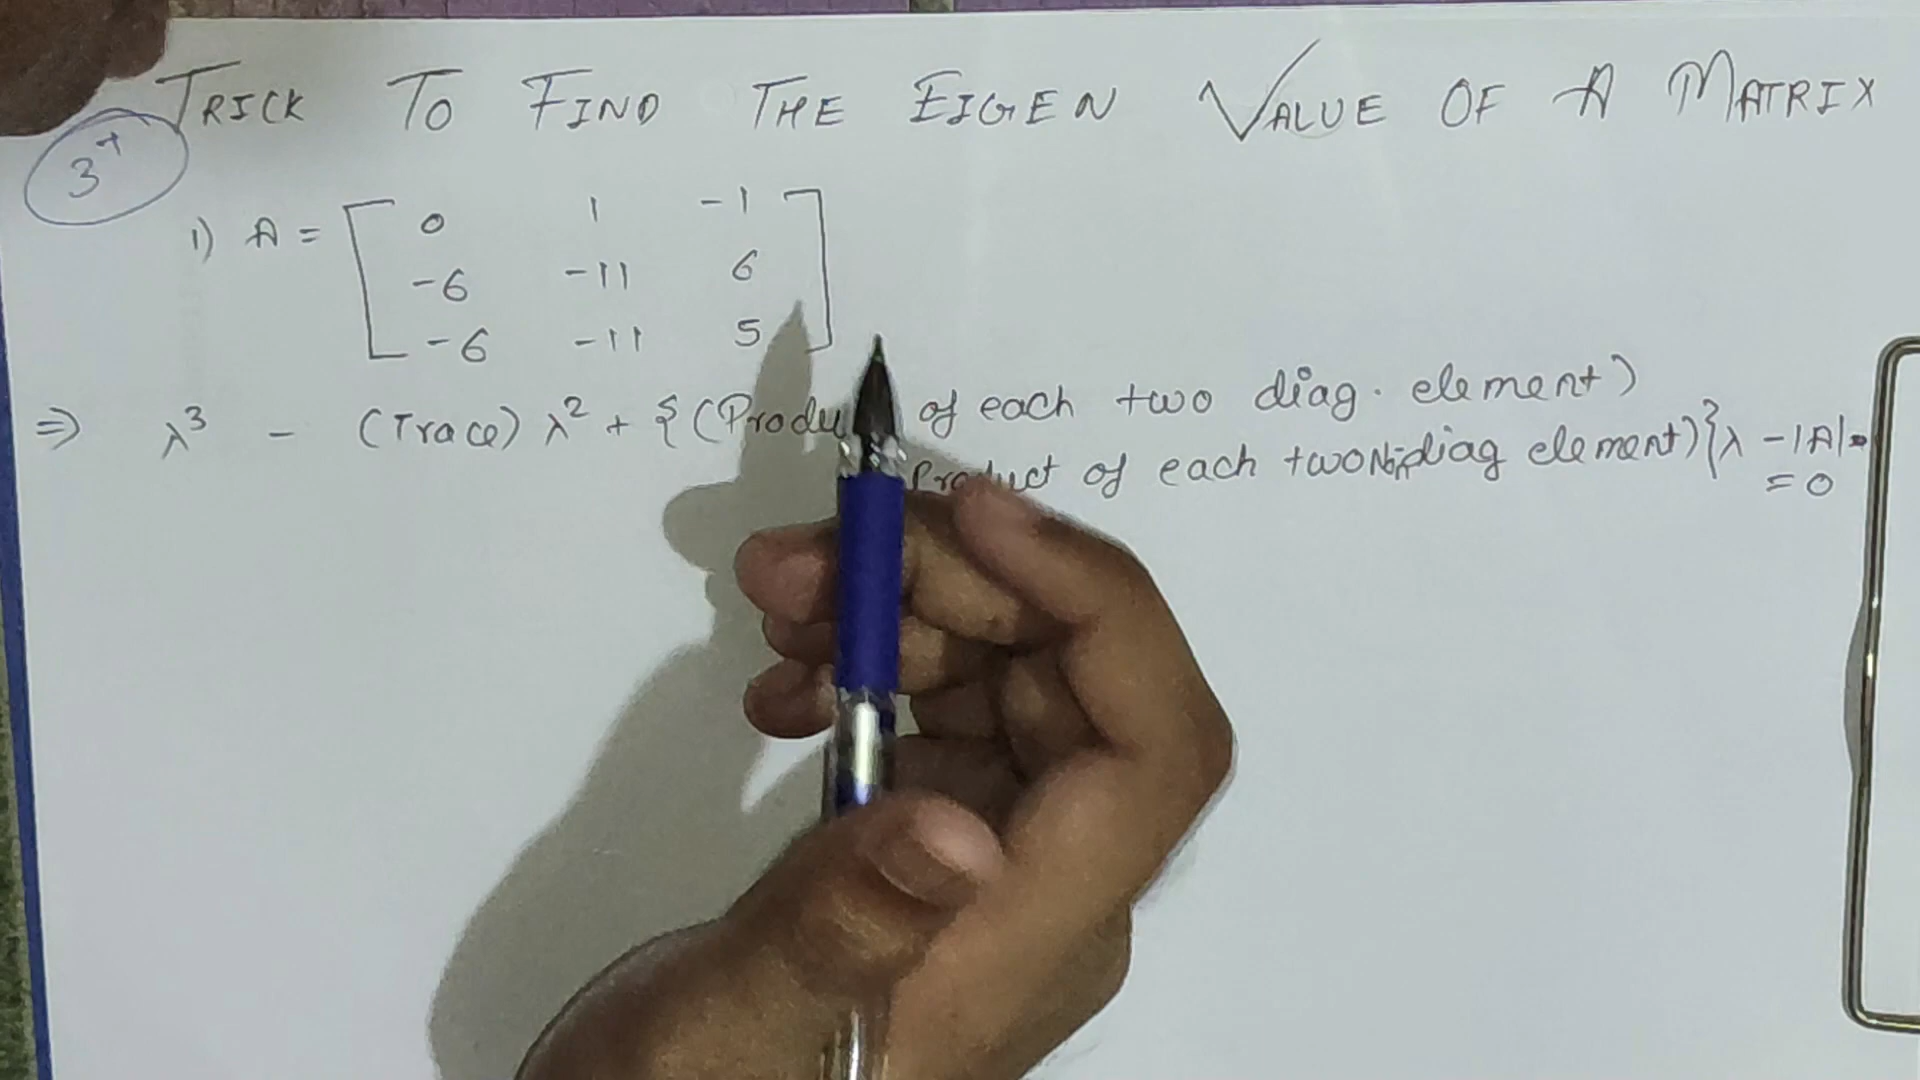 TRICK TO FIND THE EIGEN VALUE OF A MATRIX
3+
1) A = [ 0 1 -1
-6 -11 6
-6 -11 5 ]
⇒ λ³ - (Trace) λ² + {(Produ of each two diag. element)
Product of each two Non diag element)}λ - |A| =
= 0